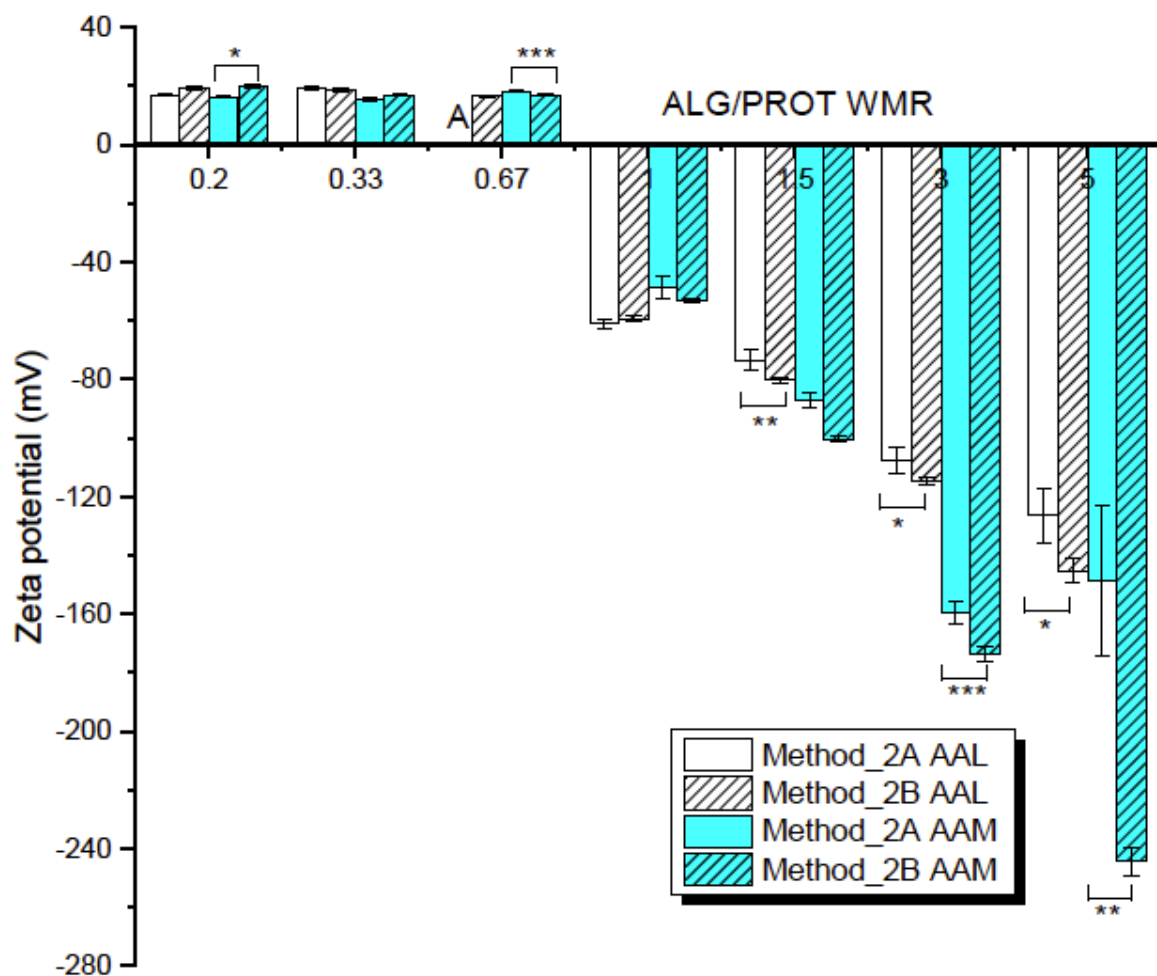 40
*
***
A
ALG/PROT WMR
0
0.2 0.33 0.67 1 1.5 3 5
-40
-80
**
-120
*
*
-160
***
-200
-240
**
-280
Zeta potential (mV)
Method_2A AAL
Method_2B AAL
Method_2A AAM
Method_2B AAM